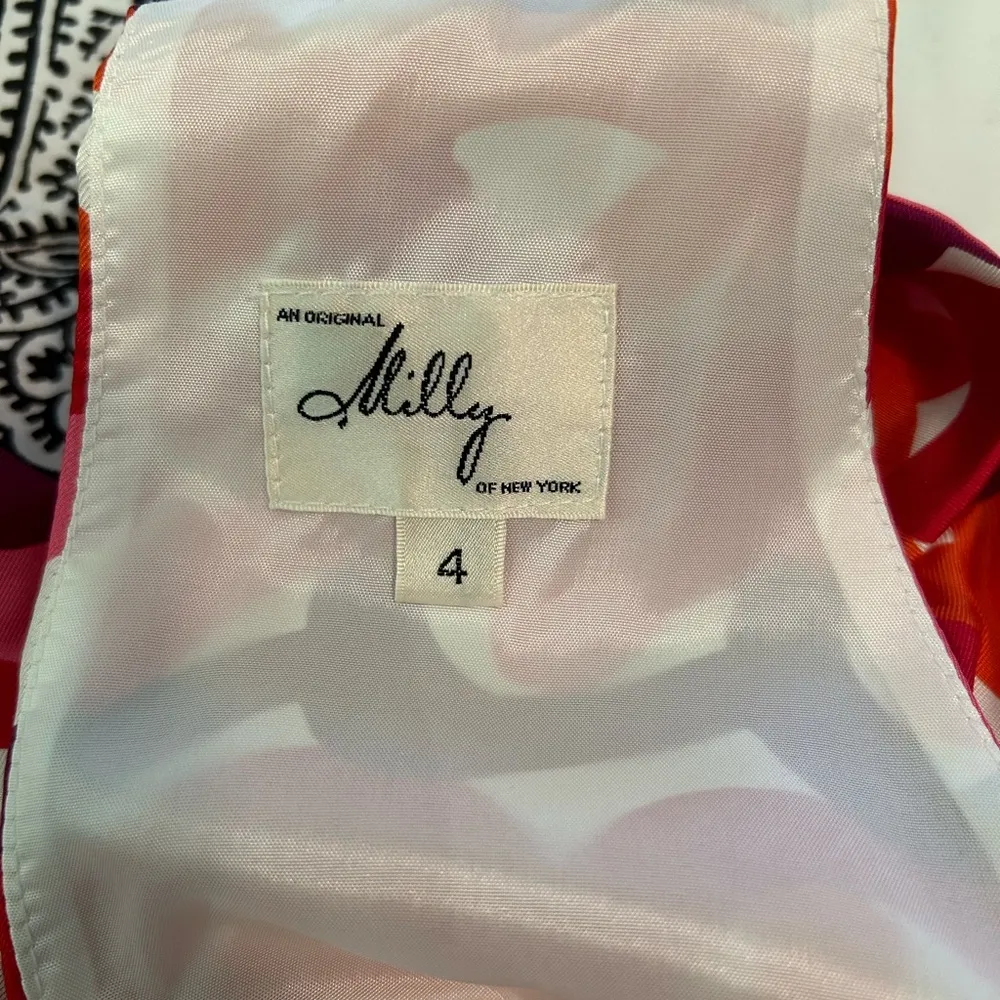 AN ORIGINAL
Milly
OF NEW YORK
4